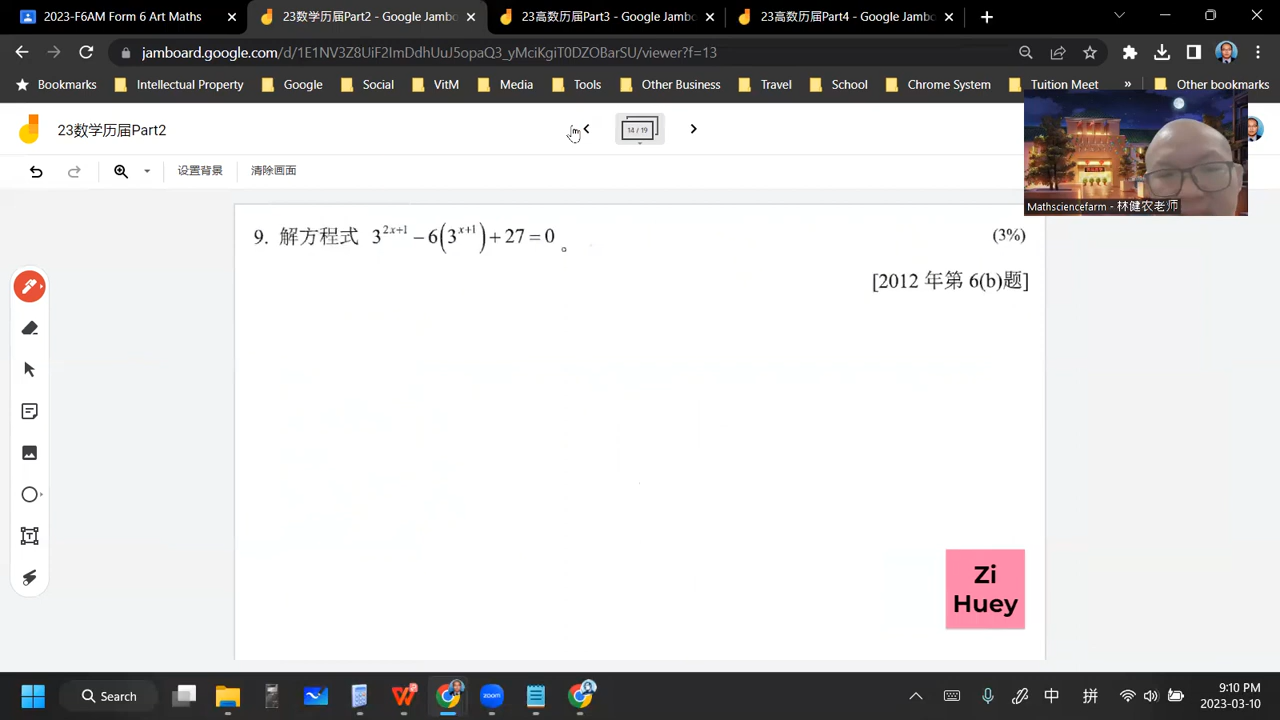 2023-F6AM Form 6 Art Maths
23数学历届Part2 - Google Jambo
23高数历届Part3 - Google Jambo
23高数历届Part4 - Google Jambo
jamboard.google.com/d/1E1NV3Z8UiF2ImDdhUuJ5opaQ3_yMciKgiT0DZOBarSU/viewer?f=13
Bookmarks
Intellectual Property
Google
Social
VitM
Media
Tools
Other Business
Travel
School
Chrome System
Tuition Meet
»
Other bookmarks
23数学历届Part2
14 / 19
设置背景
清除画面
Mathsciencefarm - 林健农老师
9. 解方程式 3^{2x+1} − 6(3^{x+1}) + 27 = 0 。 (3%)
[2012 年第 6(b)题]
Zi
Huey
Search
中
拼
9:10 PM
2023-03-10